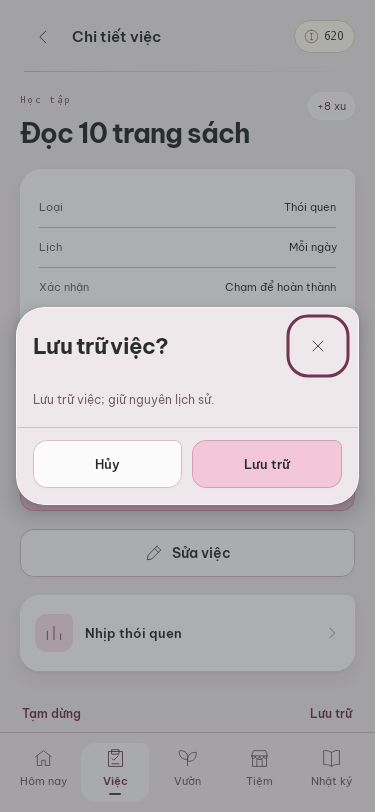 Chi tiết việc
620
Học tập
+8 xu
Đọc 10 trang sách
Loại
Thói quen
Lịch
Mỗi ngày
Xác nhận
Chạm để hoàn thành
Lưu trữ việc?
Lưu trữ việc; giữ nguyên lịch sử.
Hủy
Lưu trữ
Sửa việc
Nhịp thói quen
Tạm dừng
Lưu trữ
Hôm nay
Việc
Vườn
Tiệm
Nhật ký